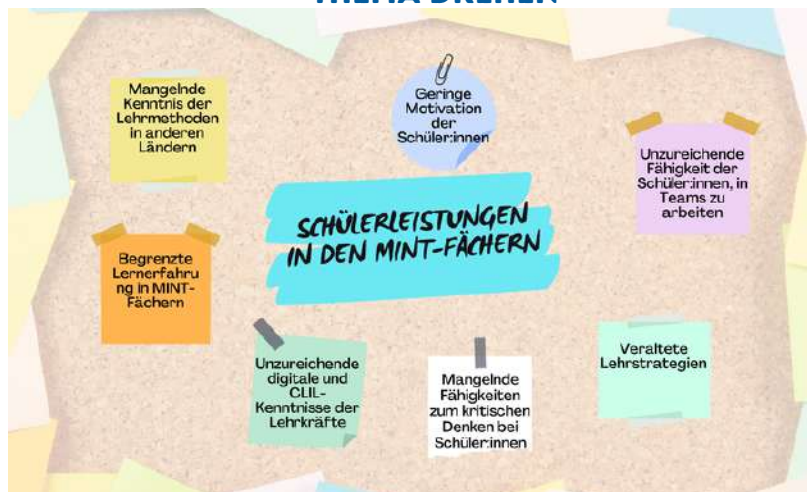 THEMA DREHEN
Mangelnde
Kenntnis der
Lehrmethoden
in anderen
Ländern
Geringe
Motivation
der
Schüler:innen
Unzureichende
Fähigkeit der
Schüler:innen, in
Teams zu
arbeiten
SCHÜLERLEISTUNGEN
IN DEN MINT-FÄCHERN
Begrenzte
Lernerfahru
ng in MINT-
Fächern
Unzureichende
digitale und
CLIL-
Kenntnisse der
Lehrkräfte
Mangelnde
Fähigkeiten
zum kritischen
Denken bei
Schüler:innen
Veraltete
Lehrstrategien